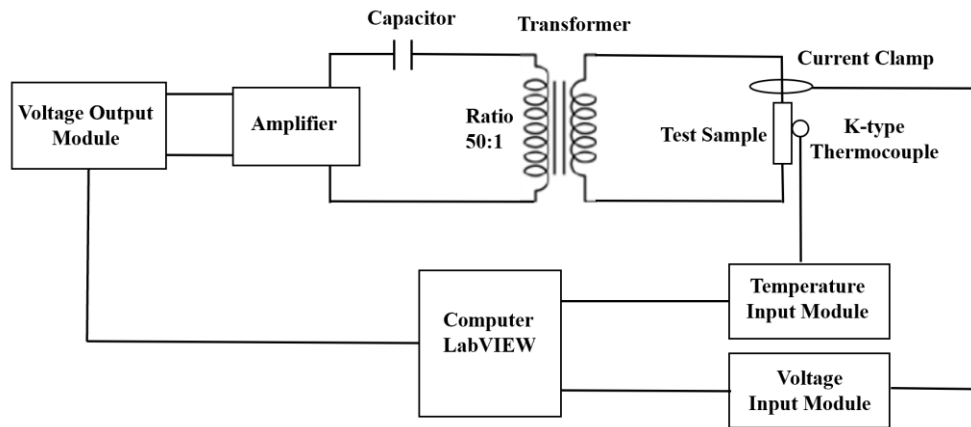 Capacitor
Transformer
Current Clamp
Voltage Output
Module
Amplifier
Ratio
50:1
Test Sample
K-type
Thermocouple
Computer
LabVIEW
Temperature
Input Module
Voltage
Input Module